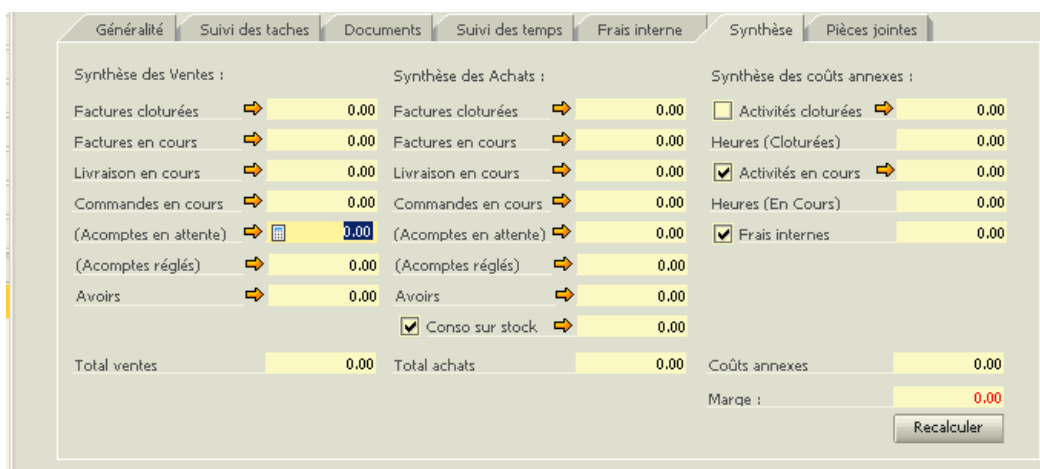 Généralité Suivi des taches Documents Suivi des temps Frais interne Synthèse Pièces jointes
Synthèse des Ventes : Synthèse des Achats : Synthèse des coûts annexes :
Factures cloturées 0.00 Factures cloturées 0.00 Activités cloturées 0.00
Factures en cours 0.00 Factures en cours 0.00 Heures (Cloturées) 0.00
Livraison en cours 0.00 Livraison en cours 0.00 Activités en cours 0.00
Commandes en cours 0.00 Commandes en cours 0.00 Heures (En Cours) 0.00
(Acomptes en attente) 0.00 (Acomptes en attente) 0.00 Frais internes 0.00
(Acomptes réglés) 0.00 (Acomptes réglés) 0.00
Avoirs 0.00 Avoirs 0.00
Conso sur stock 0.00
Total ventes 0.00 Total achats 0.00 Coûts annexes 0.00
Marge : 0.00
Recalculer